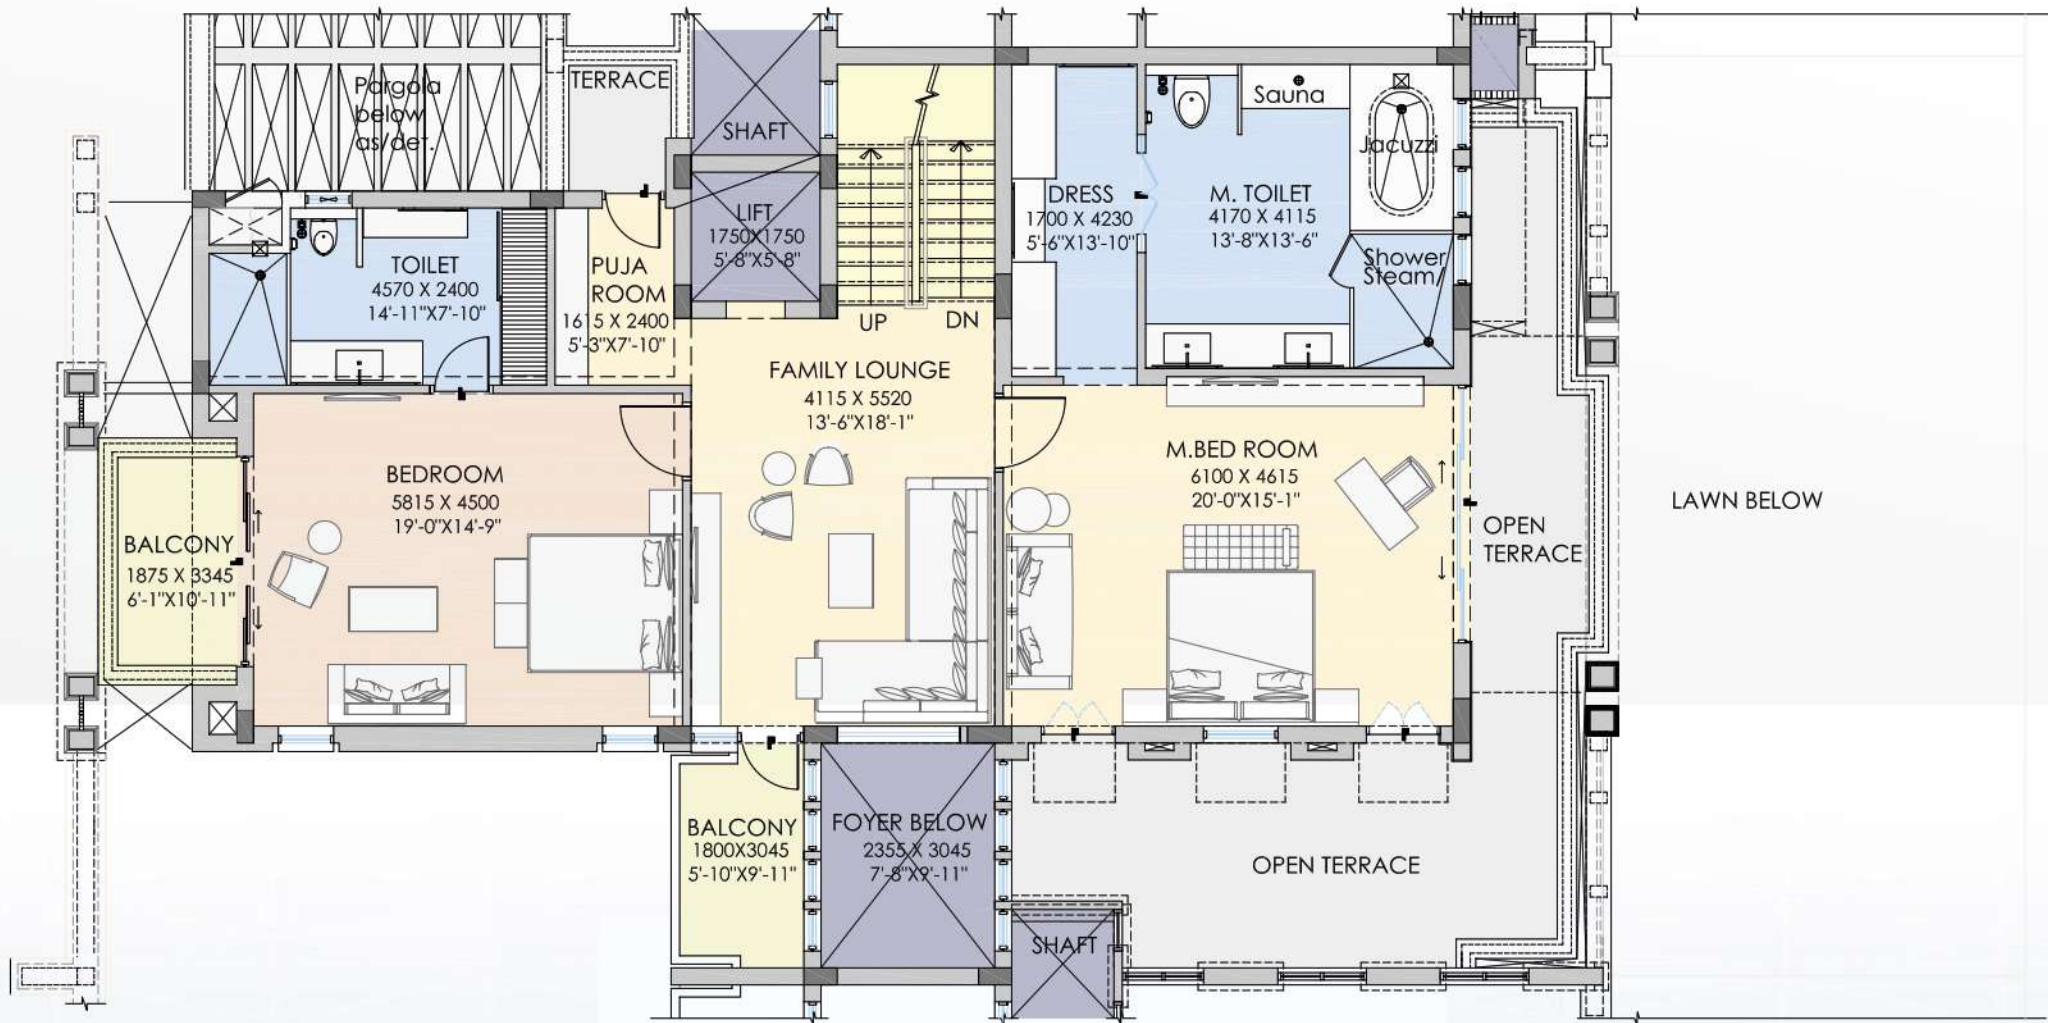 Pargola
below
as/det.
TERRACE
SHAFT
LIFT
1750X1750
5'-8"X5'-8"
UP
DN
DRESS
1700 X 4230
5'-6"X13'-10"
M. TOILET
4170 X 4115
13'-8"X13'-6"
Sauna
Jacuzzi
Shower
Steam/
TOILET
4570 X 2400
14'-11"X7'-10"
PUJA
ROOM
1615 X 2400
5'-3"X7'-10"
FAMILY LOUNGE
4115 X 5520
13'-6"X18'-1"
BEDROOM
5815 X 4500
19'-0"X14'-9"
M.BED ROOM
6100 X 4615
20'-0"X15'-1"
BALCONY
1875 X 3345
6'-1"X10'-11"
OPEN
TERRACE
LAWN BELOW
BALCONY
1800X3045
5'-10"X9'-11"
FOYER BELOW
2355 X 3045
7'-8"X9'-11"
OPEN TERRACE
SHAFT